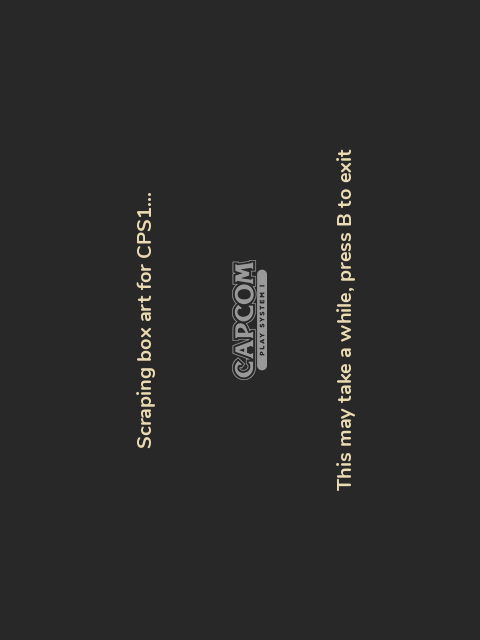 Scraping box art for CPS1...
CAPCOM
PLAY SYSTEM I
This may take a while, press B to exit